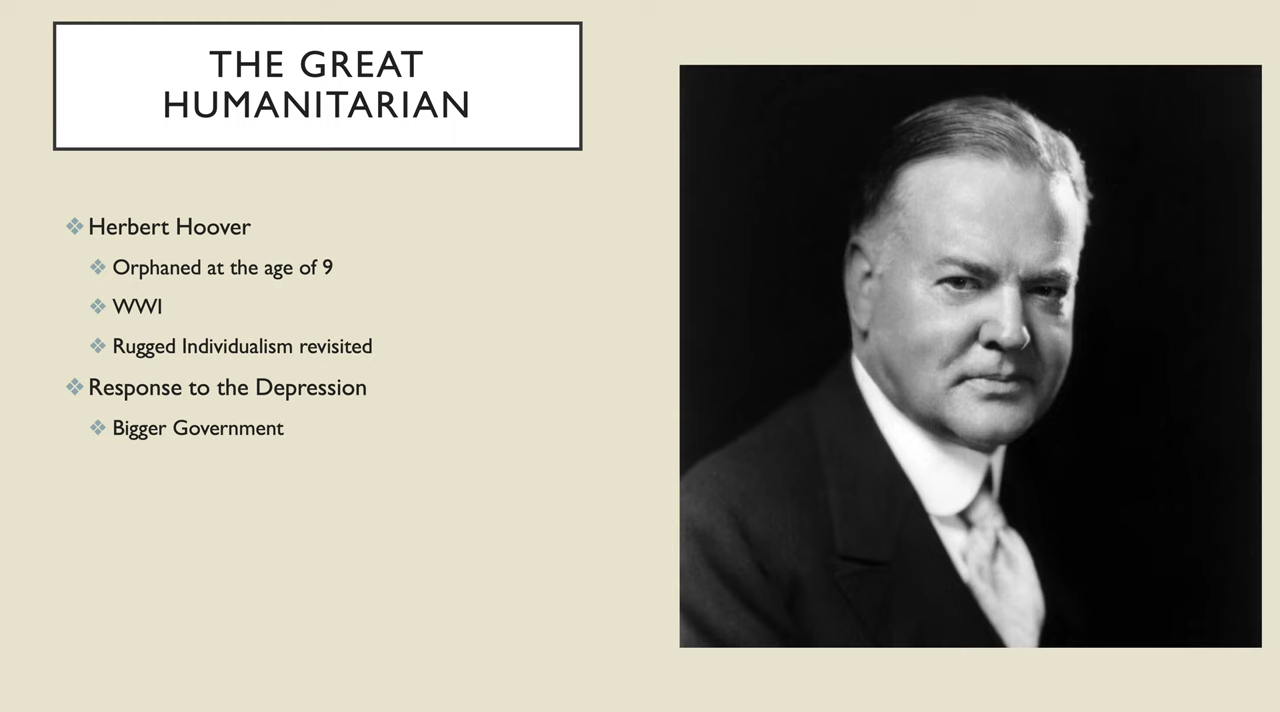 THE GREAT
HUMANITARIAN
Herbert Hoover
Orphaned at the age of 9
WWI
Rugged Individualism revisited
Response to the Depression
Bigger Government